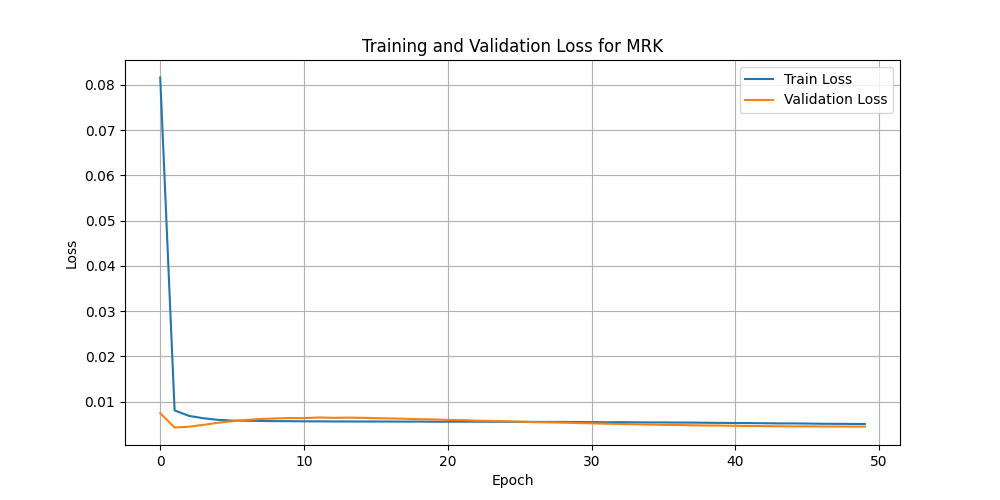 Training and Validation Loss for MRK
Train Loss
Validation Loss
0.08
0.07
0.06
0.05
0.04
0.03
0.02
0.01
Loss
0
10
20
30
40
50
Epoch